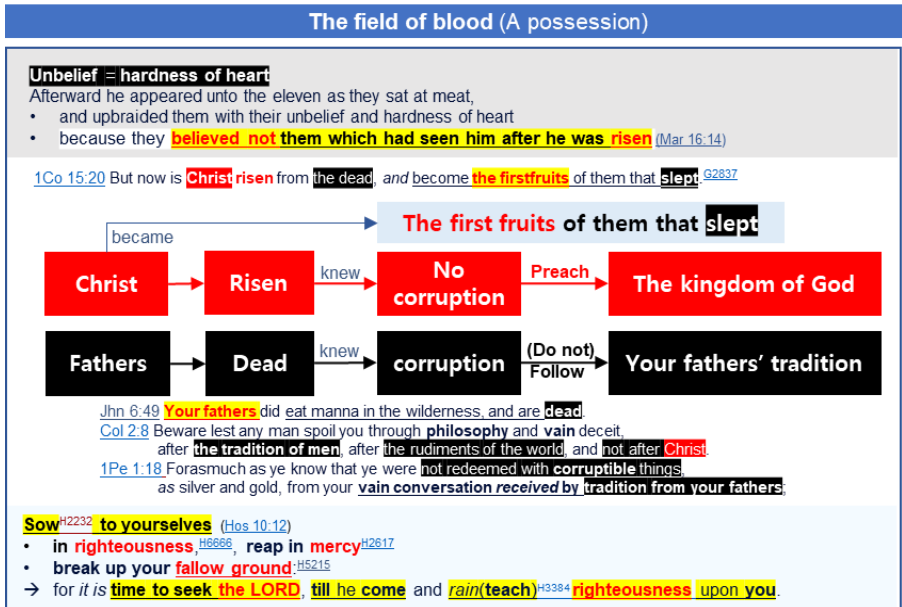 The field of blood (A possession)
Unbelief = hardness of heart
Afterward he appeared unto the eleven as they sat at meat,
• and upbraided them with their unbelief and hardness of heart
• because they believed not them which had seen him after he was risen (Mar 16:14)
1Co 15:20 But now is Christ risen from the dead, and become the firstfruits of them that slept.G2837
The first fruits of them that slept
became
Christ
Risen
knew
No corruption
Preach
The kingdom of God
Fathers
Dead
knew
corruption
(Do not) Follow
Your fathers' tradition
Jhn 6:49 Your fathers did eat manna in the wilderness, and are dead.
Col 2:8 Beware lest any man spoil you through philosophy and vain deceit,
after the tradition of men, after the rudiments of the world, and not after Christ.
1Pe 1:18 Forasmuch as ye know that ye were not redeemed with corruptible things,
as silver and gold, from your vain conversation received by tradition from your fathers;
Sow H2232 to yourselves (Hos 10:12)
• in righteousness,H6666, reap in mercy H2617
• break up your fallow ground:H5215
→ for it is time to seek the LORD, till he come and rain(teach)H3384 righteousness upon you.